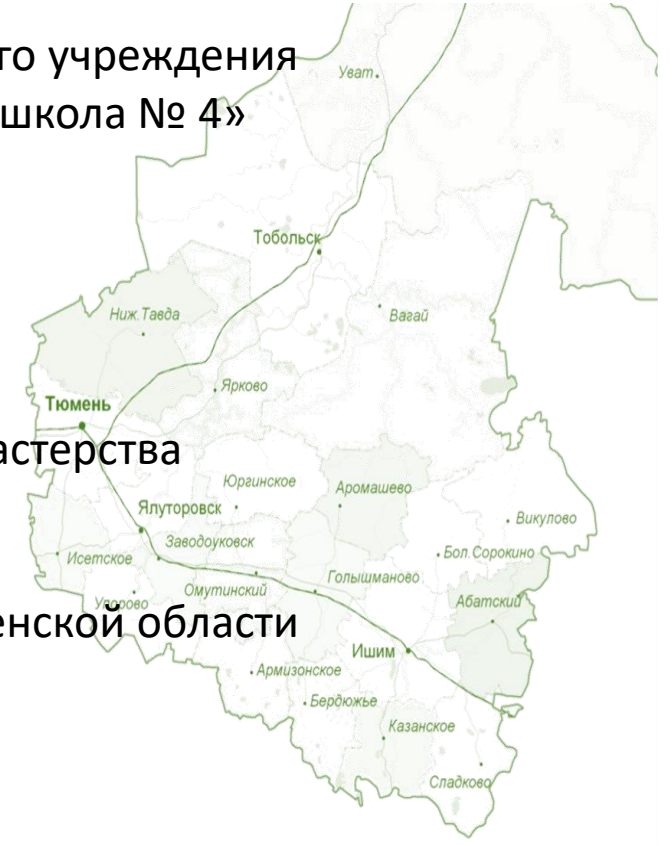 го учреждения
Уват
школа № 4»
Тобольск
Ниж.Тавда
Вагай
Ярково
Тюмень
астерства
Юргинское
Аромашево
Ялуторовск
Викулово
Заводоуковск
Бол.Сорокино
Исетское
Голышманово
Омутинский
Абатский
Упорово
енской области
Ишим
Армизонское
Бердюжье
Казанское
Сладково